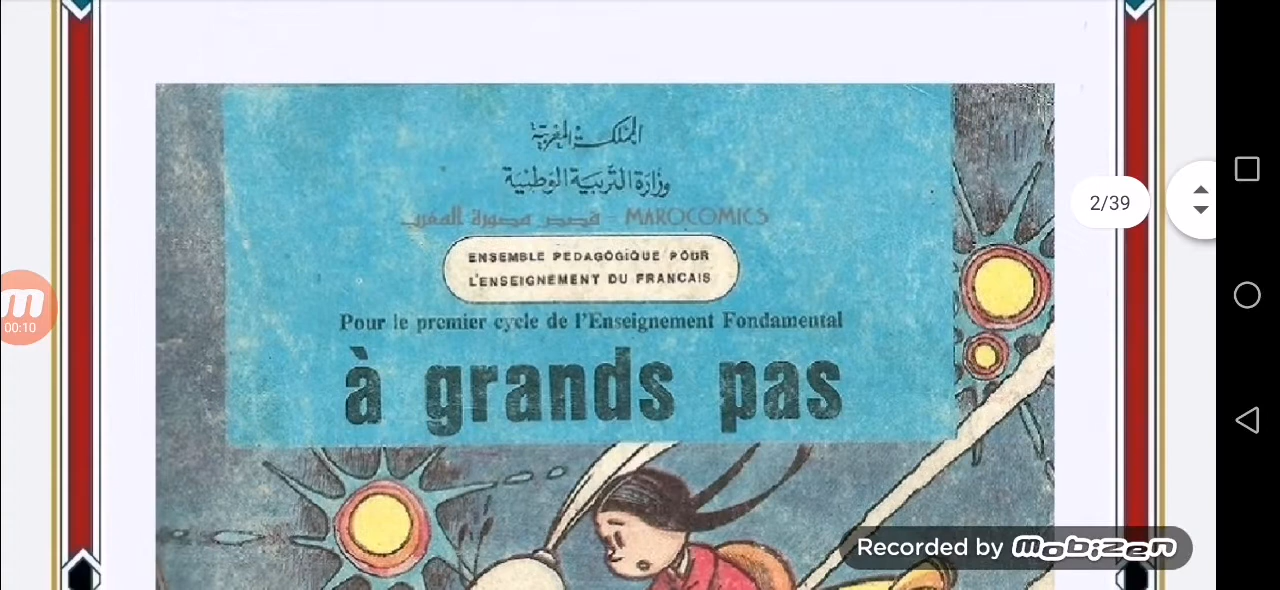 المملكة المغربية
وزارة التربية الوطنية
MAROCOMICS - قصص مصورة المغرب
ENSEMBLE PEDAGOGIQUE POUR
L'ENSEIGNEMENT DU FRANCAIS
Pour le premier cycle de l'Enseignement Fondamental
à grands pas
2/39
00:10
Recorded by Mobizen